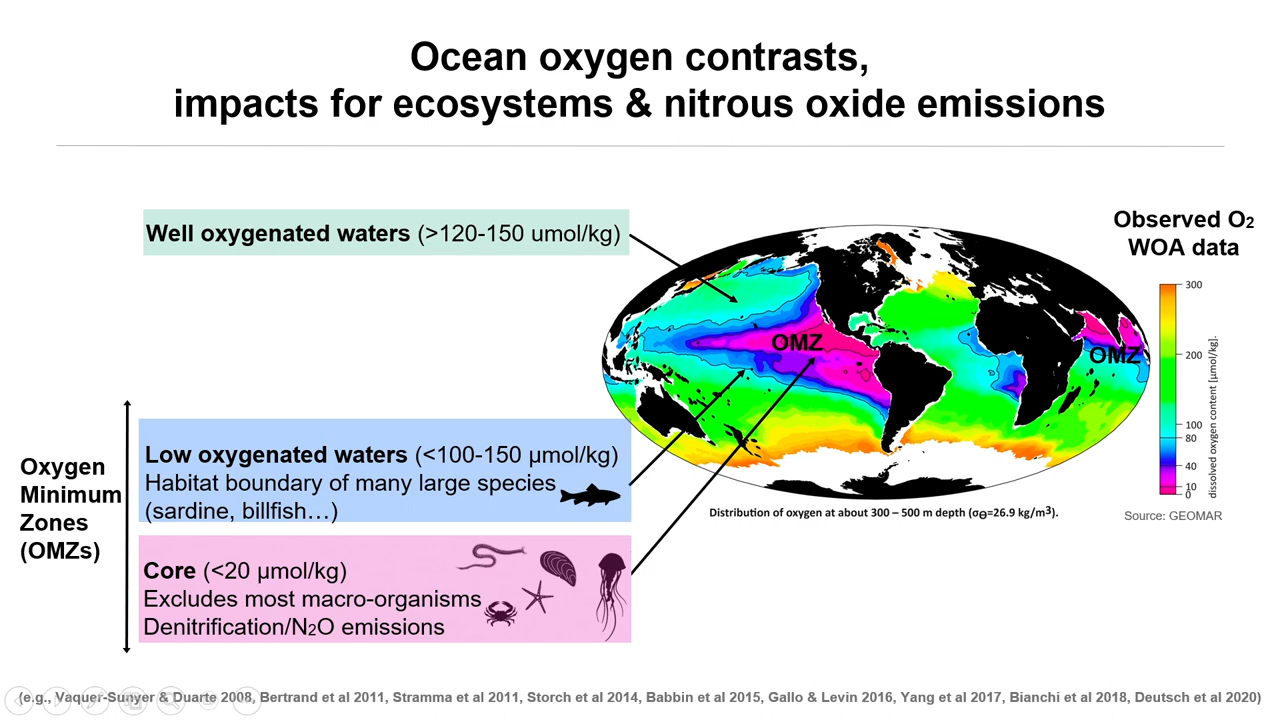 Ocean oxygen contrasts,
impacts for ecosystems & nitrous oxide emissions
Well oxygenated waters (>120-150 umol/kg)
Observed O₂
WOA data
OMZ
OMZ
300
200
100
80
40
10
0
dissolved oxygen content [µmol/kg].
Distribution of oxygen at about 300 – 500 m depth (σΘ=26.9 kg/m³).
Source: GEOMAR
Oxygen
Minimum
Zones
(OMZs)
Low oxygenated waters (<100-150 µmol/kg)
Habitat boundary of many large species
(sardine, billfish…)
Core (<20 µmol/kg)
Excludes most macro-organisms
Denitrification/N₂O emissions
(e.g., Vaquer-Sunyer & Duarte 2008, Bertrand et al 2011, Stramma et al 2011, Storch et al 2014, Babbin et al 2015, Gallo & Levin 2016, Yang et al 2017, Bianchi et al 2018, Deutsch et al 2020)